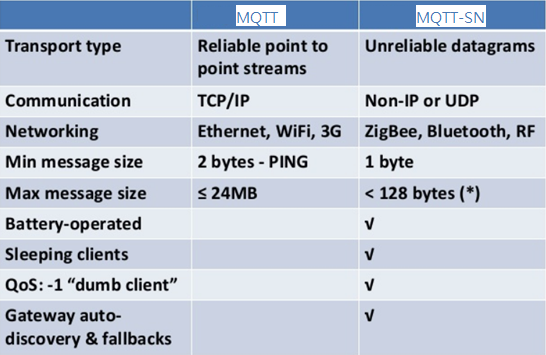 MQTT MQTT-SN
Transport type Reliable point to Unreliable datagrams
point streams
Communication TCP/IP Non-IP or UDP
Networking Ethernet, WiFi, 3G ZigBee, Bluetooth, RF
Min message size 2 bytes - PING 1 byte
Max message size ≤ 24MB < 128 bytes (*)
Battery-operated √
Sleeping clients √
QoS: -1 “dumb client” √
Gateway auto- √
discovery & fallbacks